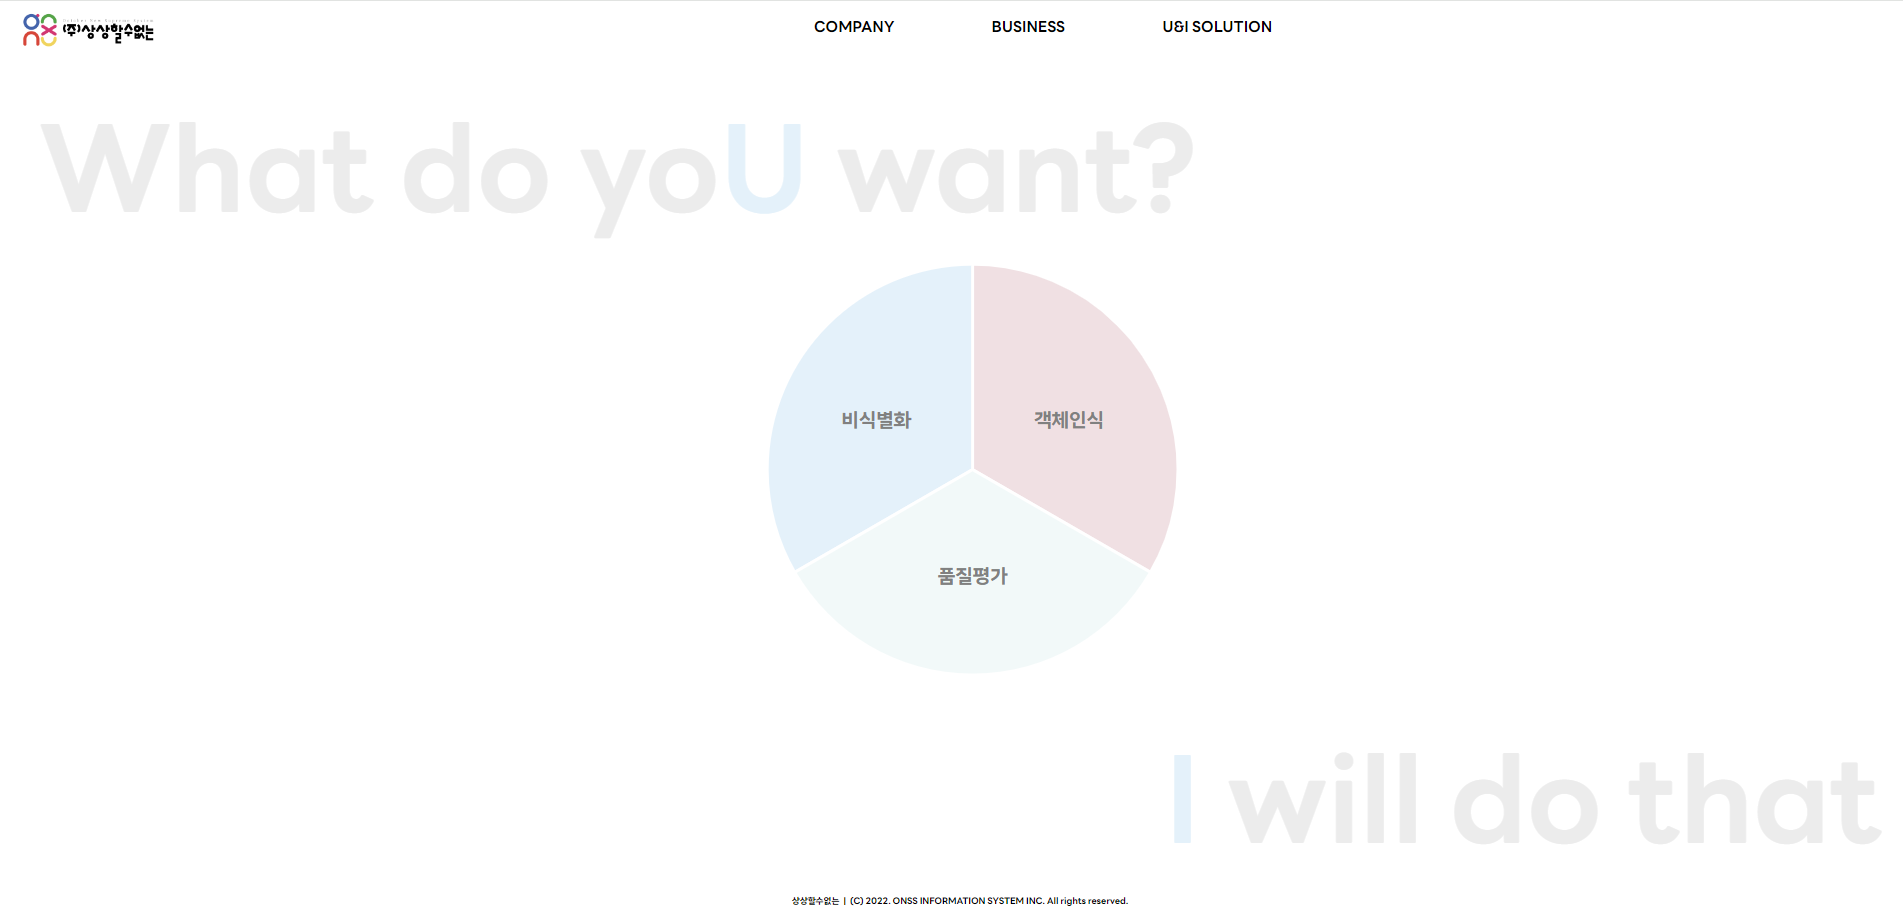 (주)상상할수없는
COMPANY BUSINESS U&I SOLUTION
What do yoU want?
비식별화 객체인식
품질평가
I will do that
상상할수없는 | (C) 2022. ONSS INFORMATION SYSTEM INC. All rights reserved.